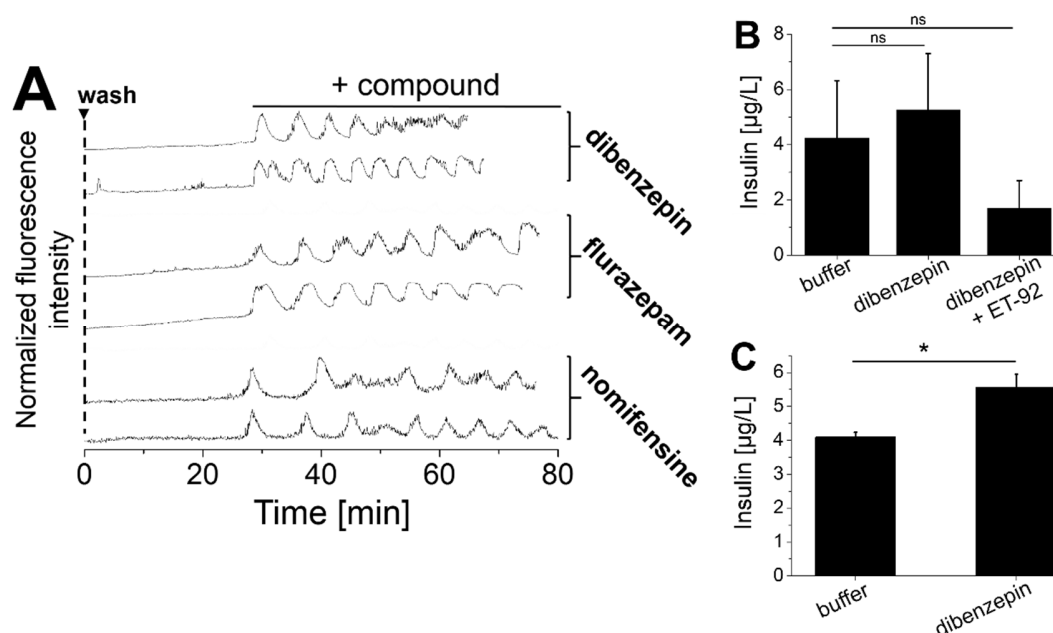 A
wash
+ compound
Normalized fluorescence
intensity
dibenzepin
flurazepam
nomifensine
0
20
40
60
80
Time [min]
B
ns
ns
Insulin [µg/L]
8
6
4
2
0
buffer
dibenzepin
dibenzepin
+ ET-92
C
*
Insulin [µg/L]
6
5
4
3
2
1
0
buffer
dibenzepin